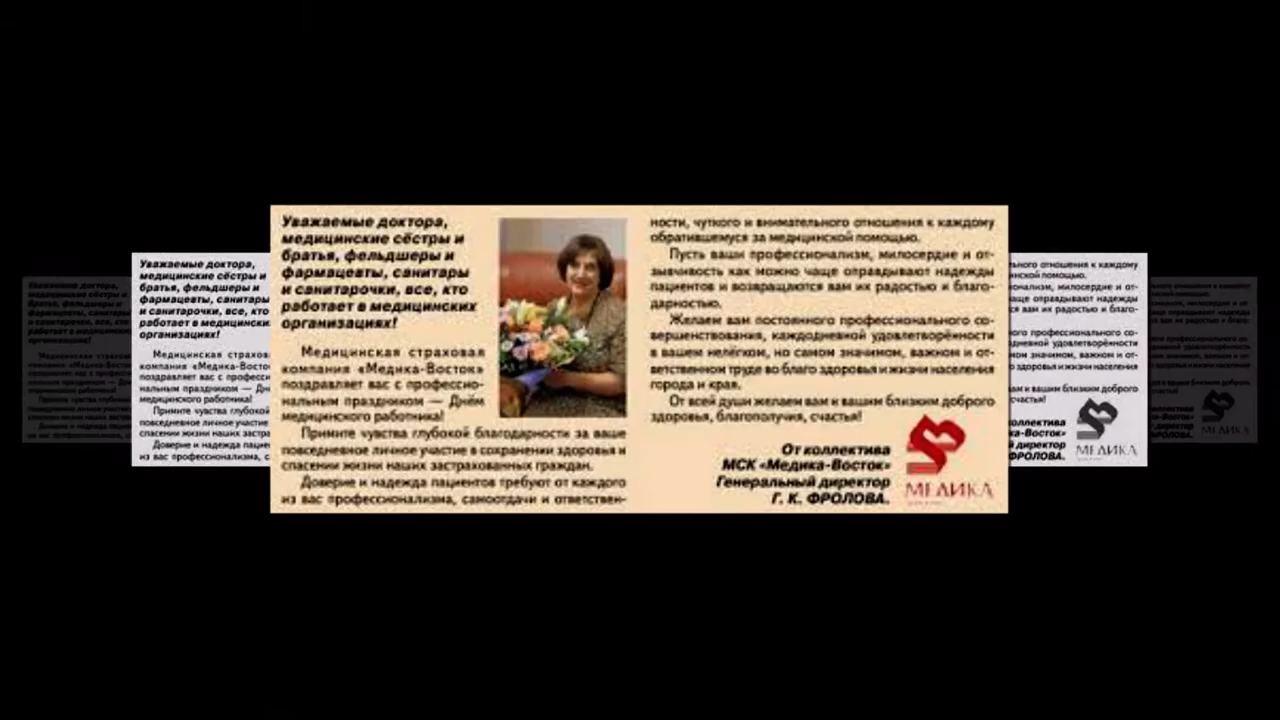 Уважаемые доктора,
медицинские сёстры и
братья, фельдшеры и
фармацевты, санитары
и санитарочки, все, кто
работает в медицинских
организациях!
Медицинская страховая
компания «Медика-Восток»
поздравляет вас с профессио-
нальным праздником — Днём
медицинского работника!
Примите чувства глубокой благодарности за ваше
повседневное личное участие в сохранении здоровья и
спасении жизни наших застрахованных граждан.
Доверие и надежда пациентов требуют от каждого
из вас профессионализма, самоотдачи и ответствен-
ности, чуткого и внимательного отношения к каждому
обратившемуся за медицинской помощью.
Пусть ваши профессионализм, милосердие и от-
зывчивость как можно чаще оправдывают надежды
пациентов и возвращаются вам их радостью и благо-
дарностью.
Желаем вам постоянного профессионального со-
вершенствования, каждодневной удовлетворённости
в вашем нелёгком, но самом значимом, важном и от-
ветственном труде во благо здоровья и жизни населения
города и края.
От всей души желаем вам и вашим близким доброго
здоровья, благополучия, счастья!
От коллектива
МСК «Медика-Восток»
Генеральный директор
Г. К. ФРОЛОВА.
МЕДИКА